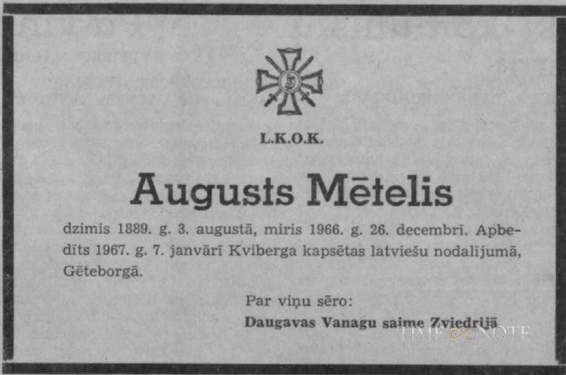 L.K.O.K.
Augusts Mētelis
dzimis 1889. g. 3. augustā, miris 1966. g. 26. decembrī. Apbe-
dīts 1967. g. 7. janvārī Kviberga kapsētas latviešu nodalījumā,
Gēteborgā.
Par viņu sēro:
Daugavas Vanagu saime Zviedrijā